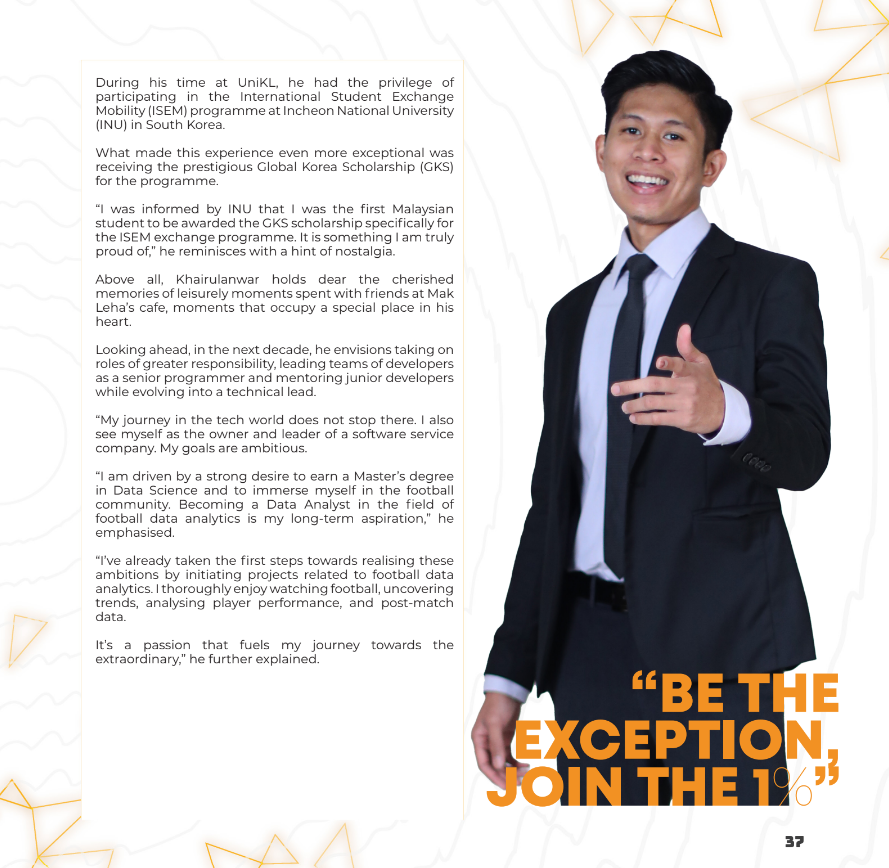 During his time at UniKL, he had the privilege of
participating in the International Student Exchange
Mobility (ISEM) programme at Incheon National University
(INU) in South Korea.
What made this experience even more exceptional was
receiving the prestigious Global Korea Scholarship (GKS)
for the programme.
“I was informed by INU that I was the first Malaysian
student to be awarded the GKS scholarship specifically for
the ISEM exchange programme. It is something I am truly
proud of,” he reminisces with a hint of nostalgia.
Above all, Khairulanwar holds dear the cherished
memories of leisurely moments spent with friends at Mak
Leha’s cafe, moments that occupy a special place in his
heart.
Looking ahead, in the next decade, he envisions taking on
roles of greater responsibility, leading teams of developers
as a senior programmer and mentoring junior developers
while evolving into a technical lead.
“My journey in the tech world does not stop there. I also
see myself as the owner and leader of a software service
company. My goals are ambitious.
“I am driven by a strong desire to earn a Master’s degree
in Data Science and to immerse myself in the football
community. Becoming a Data Analyst in the field of
football data analytics is my long-term aspiration,” he
emphasised.
“I’ve already taken the first steps towards realising these
ambitions by initiating projects related to football data
analytics. I thoroughly enjoy watching football, uncovering
trends, analysing player performance, and post-match
data.
It’s a passion that fuels my journey towards the
extraordinary,” he further explained.
“BE THE
EXCEPTION,
JOIN THE 1%”
37